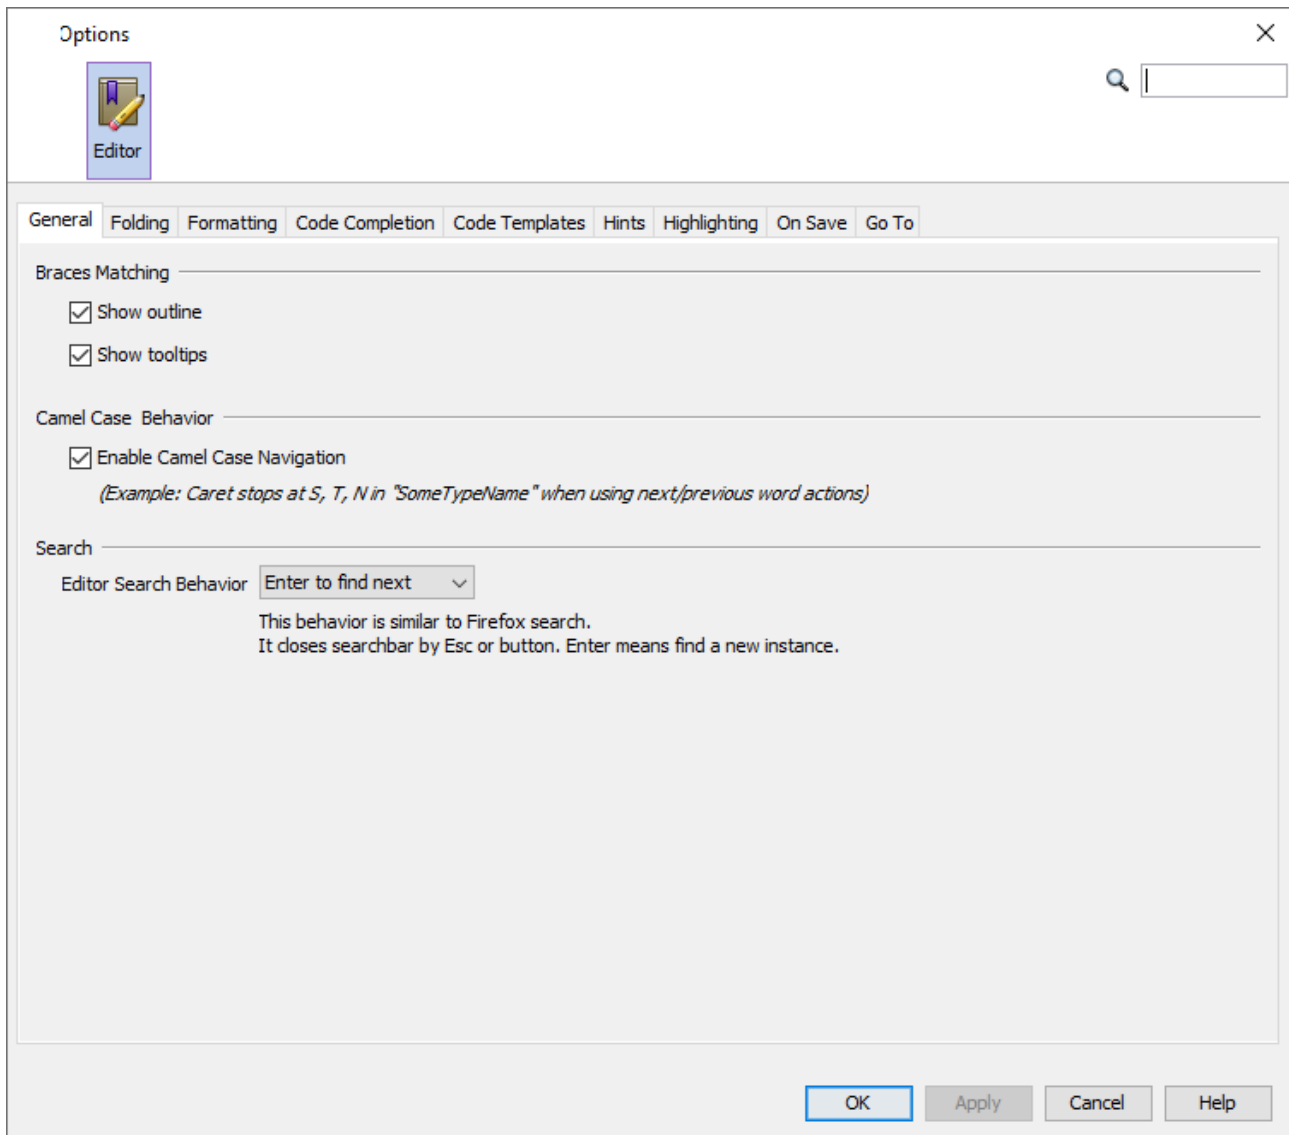 Options
Editor
General Folding Formatting Code Completion Code Templates Hints Highlighting On Save Go To
Braces Matching
Show outline
Show tooltips
Camel Case Behavior
Enable Camel Case Navigation
(Example: Caret stops at S, T, N in "SomeTypeName" when using next/previous word actions)
Search
Editor Search Behavior Enter to find next
This behavior is similar to Firefox search.
It closes searchbar by Esc or button. Enter means find a new instance.
OK Apply Cancel Help